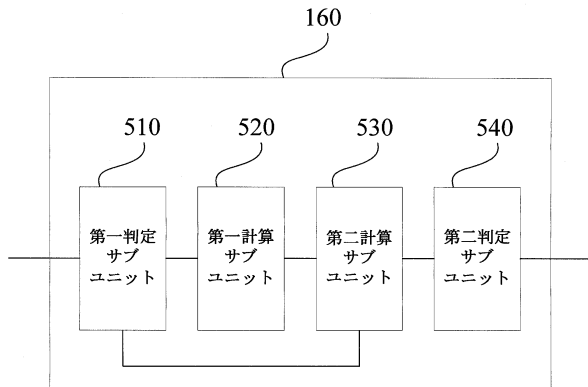 160
510
520
530
540
第一判定
サブ
ユニット
第一計算
サブ
ユニット
第二計算
サブ
ユニット
第二判定
サブ
ユニット